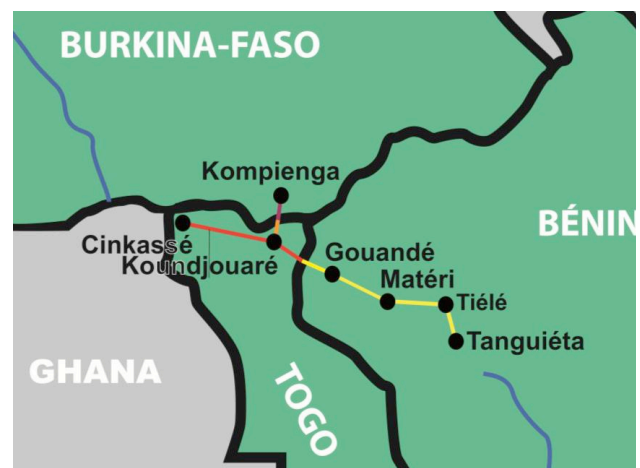 BURKINA-FASO
Kompienga
BÉNIN
Cinkassé
Koundjouaré
Gouandé
Matéri
Tiélé
Tanguiéta
GHANA
TOGO